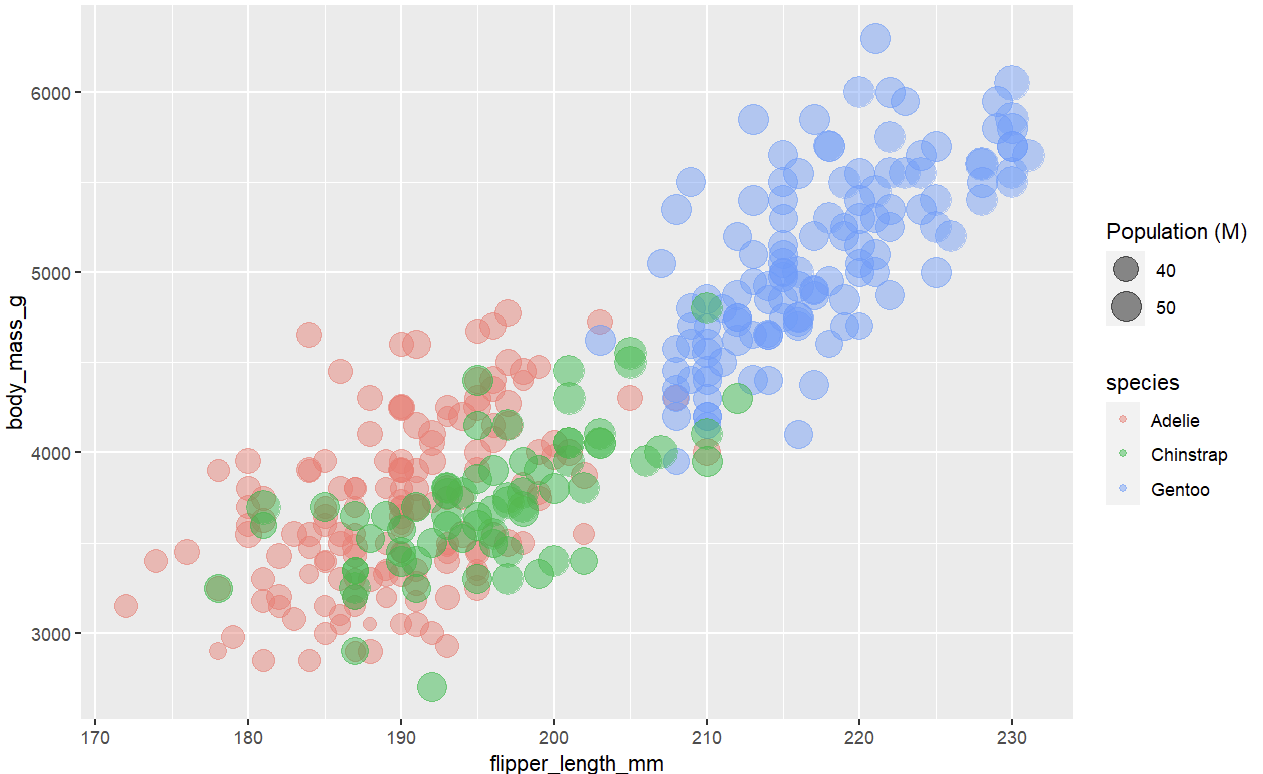 6000
5000
4000
3000
body_mass_g
170 180 190 200 210 220 230
flipper_length_mm
Population (M)
40
50
species
Adelie
Chinstrap
Gentoo